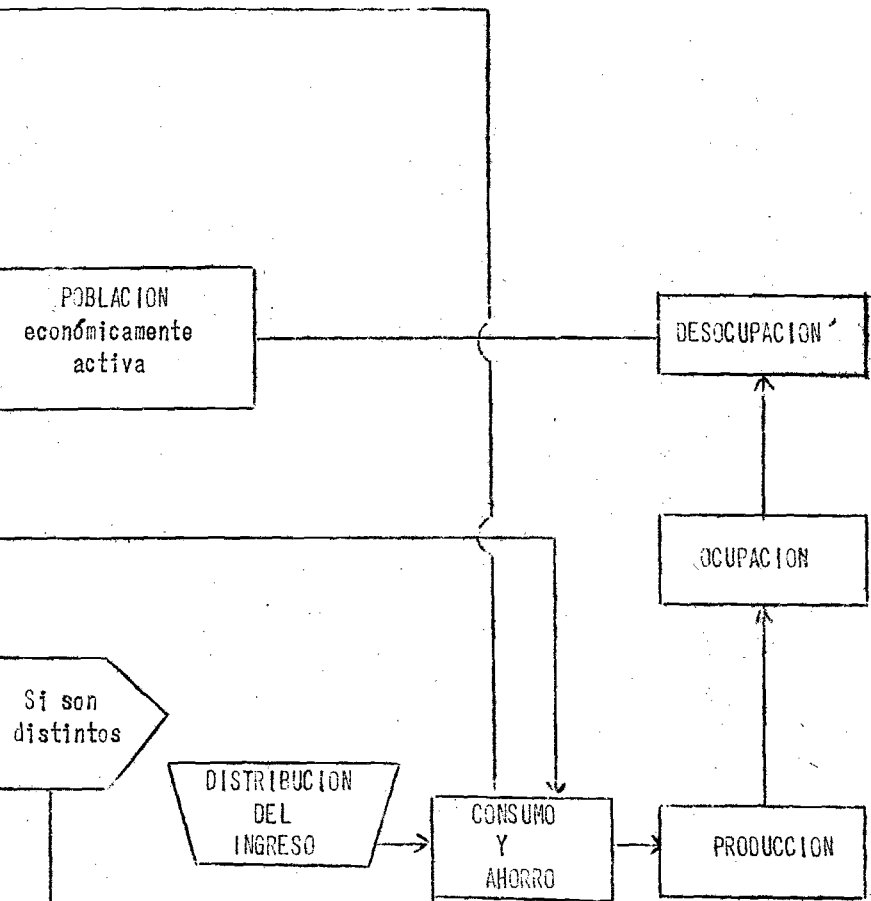 POBLACION
económicamente
activa
DESOCUPACION
OCUPACION
Si son
distintos
DISTRIBUCION
DEL
INGRESO
CONSUMO
Y
AHORRO
PRODUCCION